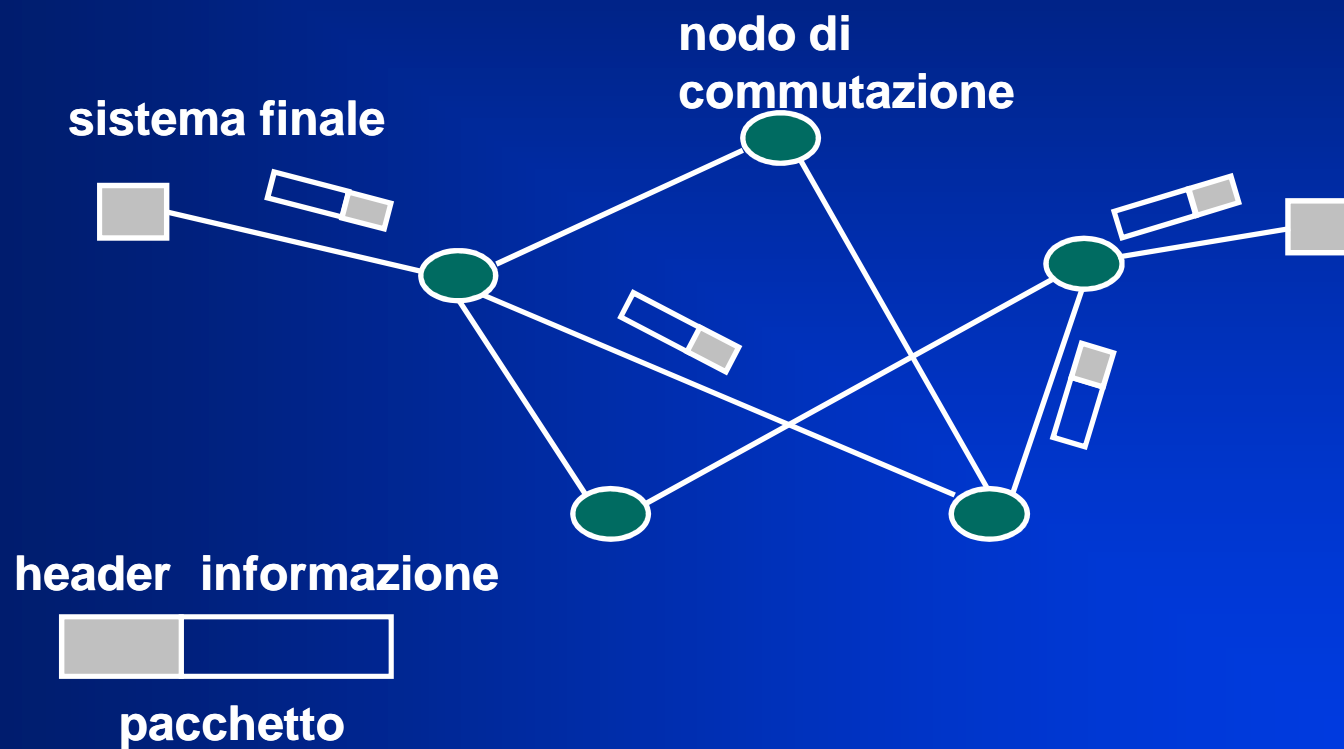 nodo di
commutazione
sistema finale
header informazione
pacchetto